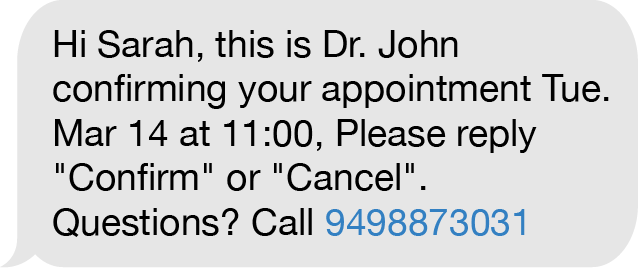 Hi Sarah, this is Dr. John
confirming your appointment Tue.
Mar 14 at 11:00, Please reply
"Confirm" or "Cancel".
Questions? Call 9498873031